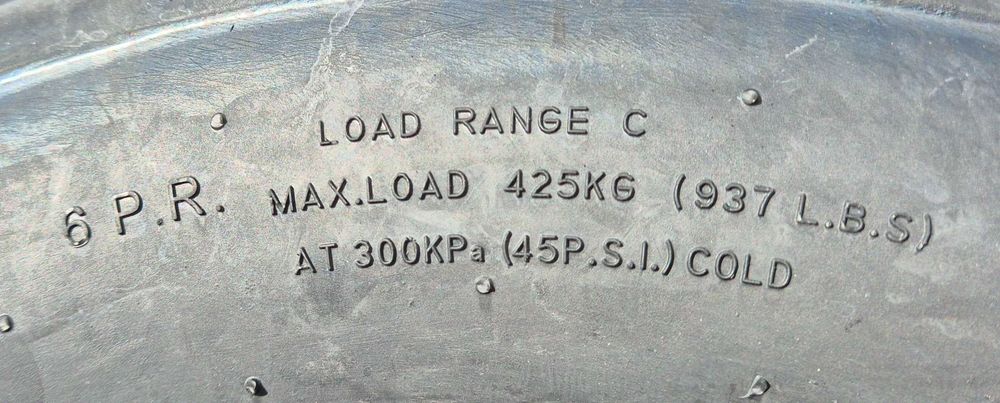 LOAD RANGE C
6 P.R. MAX.LOAD 425KG (937 L.B.S)
AT 300KPa (45P.S.I.) COLD